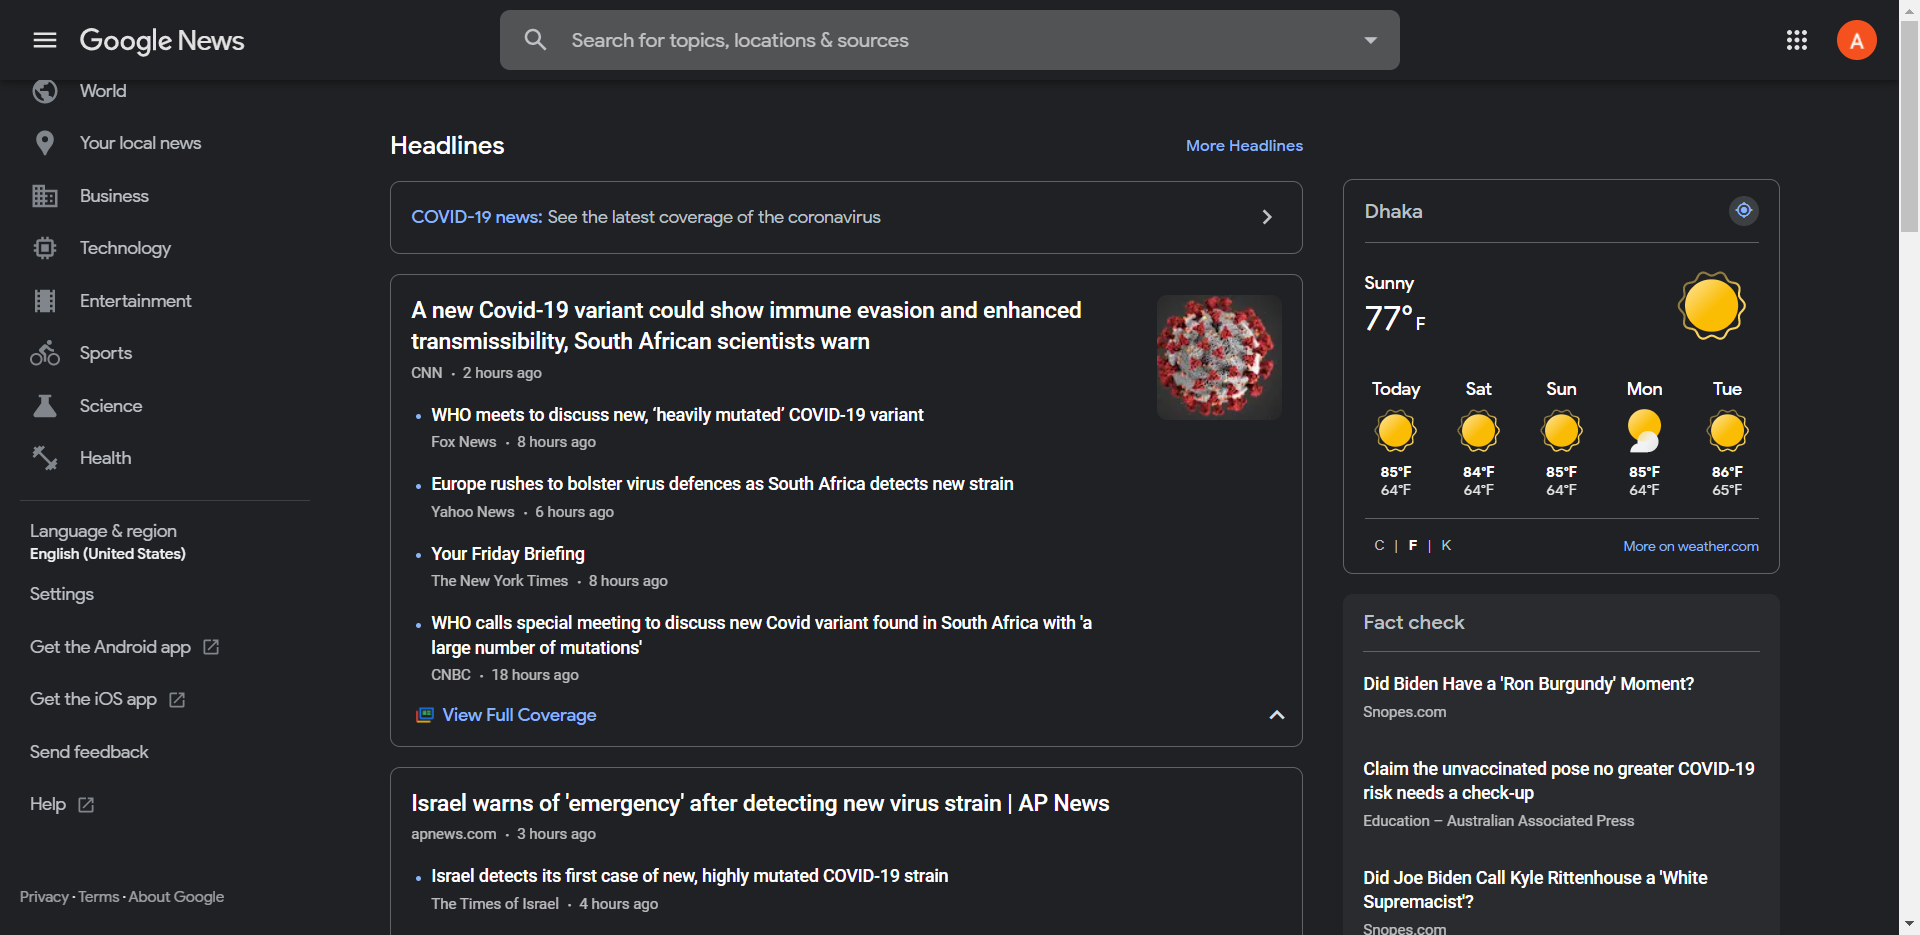 Google News
Search for topics, locations & sources
A
World
Your local news
Business
Technology
Entertainment
Sports
Science
Health
Language & region
English (United States)
Settings
Get the Android app
Get the iOS app
Send feedback
Help
Privacy · Terms · About Google
Headlines
More Headlines
COVID-19 news: See the latest coverage of the coronavirus
A new Covid-19 variant could show immune evasion and enhanced
transmissibility, South African scientists warn
CNN · 2 hours ago
WHO meets to discuss new, ‘heavily mutated’ COVID-19 variant
Fox News · 8 hours ago
Europe rushes to bolster virus defences as South Africa detects new strain
Yahoo News · 6 hours ago
Your Friday Briefing
The New York Times · 8 hours ago
WHO calls special meeting to discuss new Covid variant found in South Africa with 'a
large number of mutations'
CNBC · 18 hours ago
View Full Coverage
Israel warns of 'emergency' after detecting new virus strain | AP News
apnews.com · 3 hours ago
Israel detects its first case of new, highly mutated COVID-19 strain
The Times of Israel · 4 hours ago
Dhaka
Sunny
77°F
Today Sat Sun Mon Tue
85°F 84°F 85°F 85°F 86°F
64°F 64°F 64°F 64°F 65°F
C | F | K
More on weather.com
Fact check
Did Biden Have a 'Ron Burgundy' Moment?
Snopes.com
Claim the unvaccinated pose no greater COVID-19
risk needs a check-up
Education – Australian Associated Press
Did Joe Biden Call Kyle Rittenhouse a 'White
Supremacist'?
Snopes.com